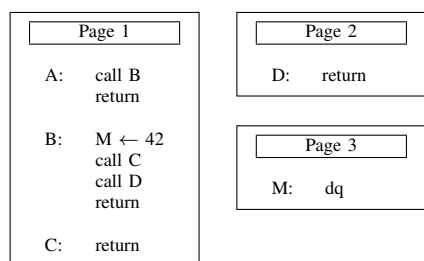 Page 1
A: call B
return
B: M ← 42
call C
call D
return
C: return
Page 2
D: return
Page 3
M: dq